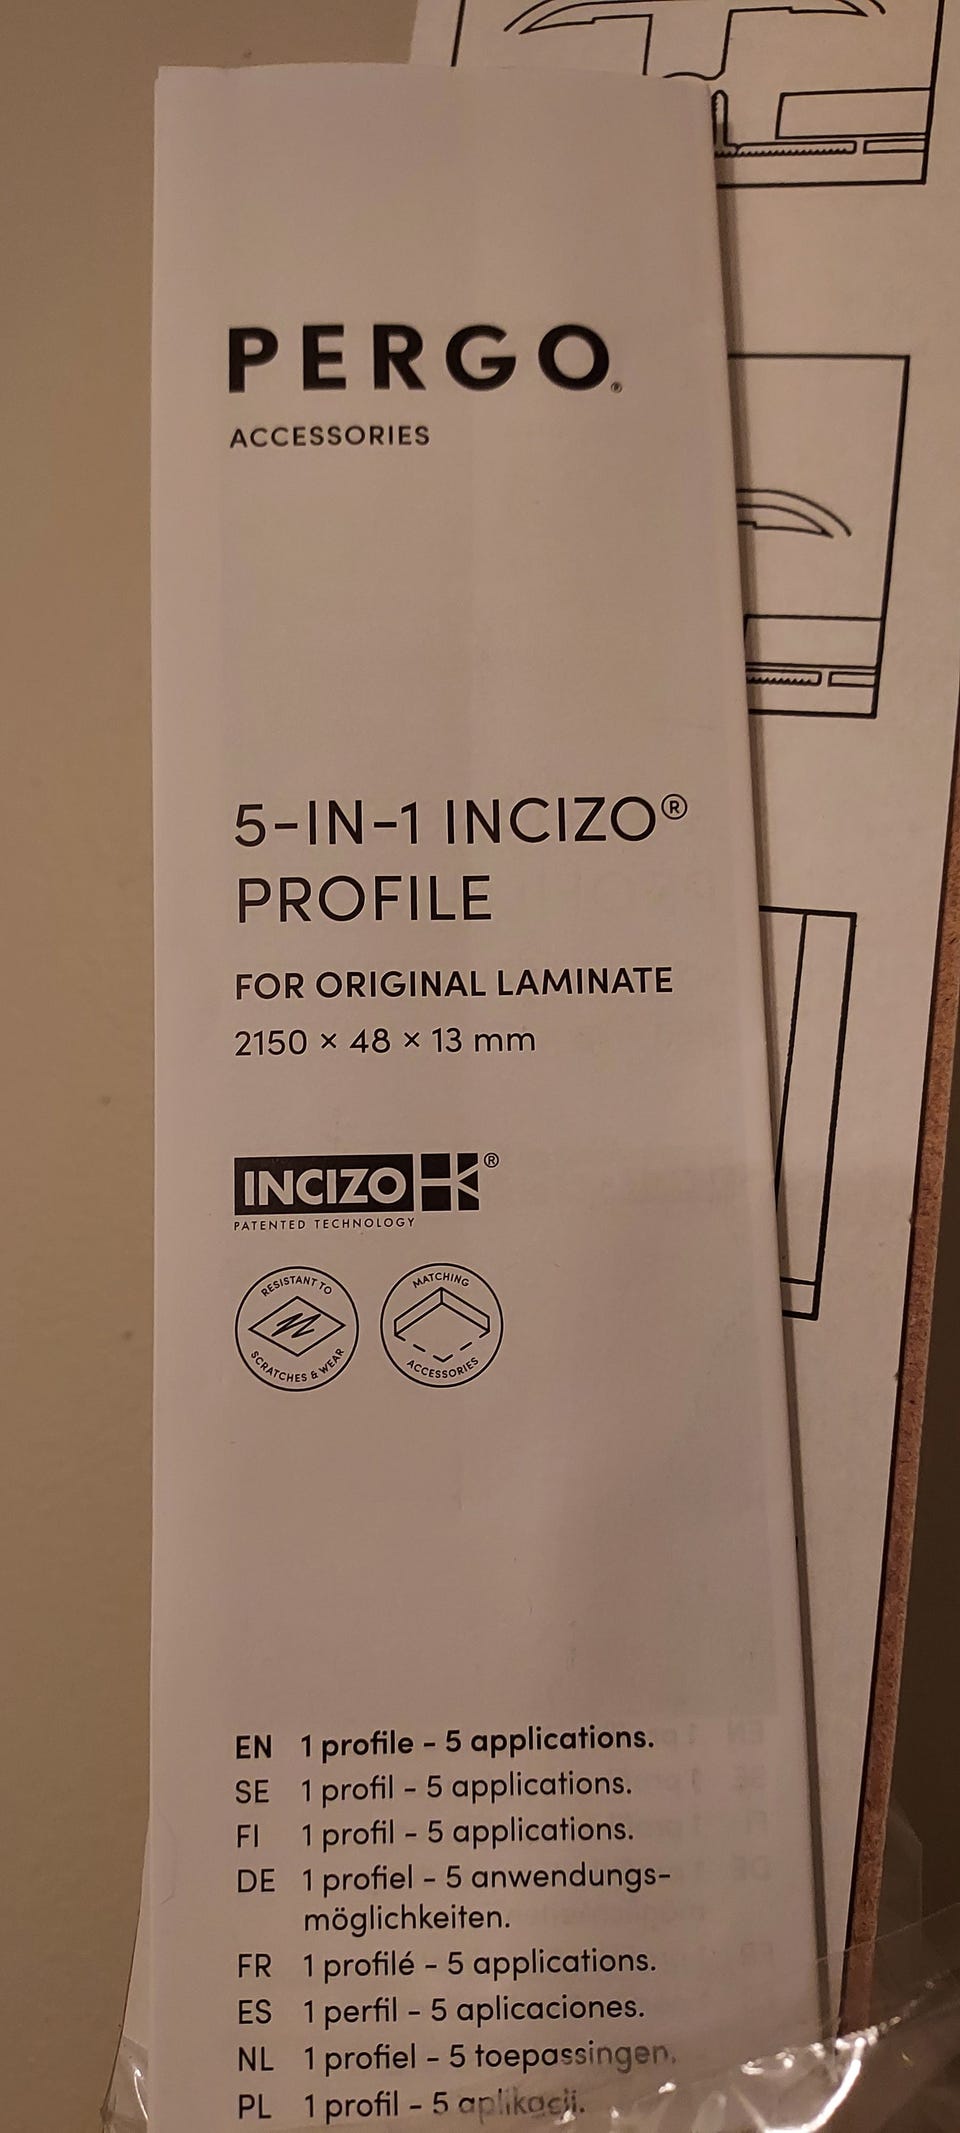 PERGO®
ACCESSORIES
5-IN-1 INCIZO®
PROFILE
FOR ORIGINAL LAMINATE
2150 × 48 × 13 mm
INCIZO®
PATENTED TECHNOLOGY
RESISTANT TO SCRATCHES & WEAR
MATCHING ACCESSORIES
EN 1 profile - 5 applications.
SE 1 profil - 5 applications.
FI 1 profil - 5 applications.
DE 1 profiel - 5 anwendungs-
möglichkeiten.
FR 1 profilé - 5 applications.
ES 1 perfil - 5 aplicaciones.
NL 1 profiel - 5 toepassingen.
PL 1 profil - 5 aplikacji.